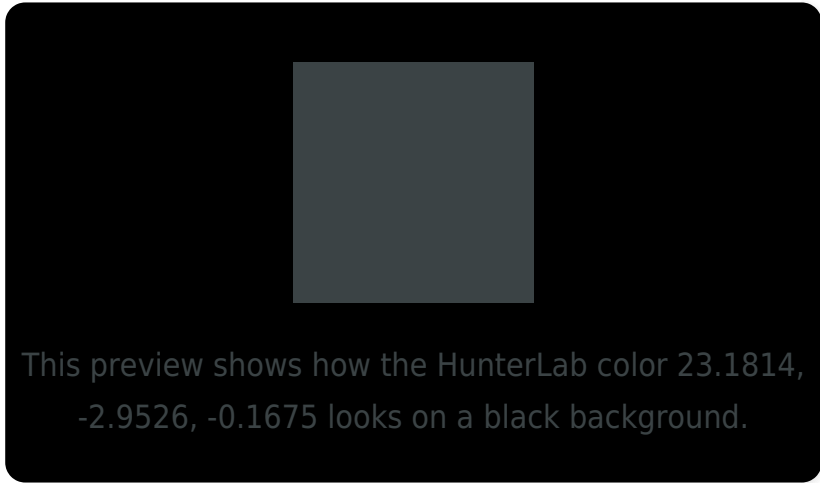 This preview shows how the HunterLab color 23.1814,
-2.9526, -0.1675 looks on a black background.